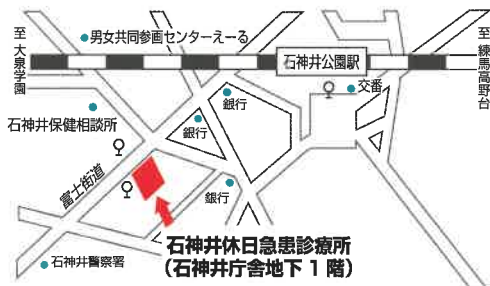 至大泉学園
男女共同参画センターえーる
石神井公園駅
至練馬高野台
交番
銀行
石神井保健相談所
銀行
富士街道
銀行
石神井休日急患診療所
（石神井庁舎地下1階）
石神井警察署